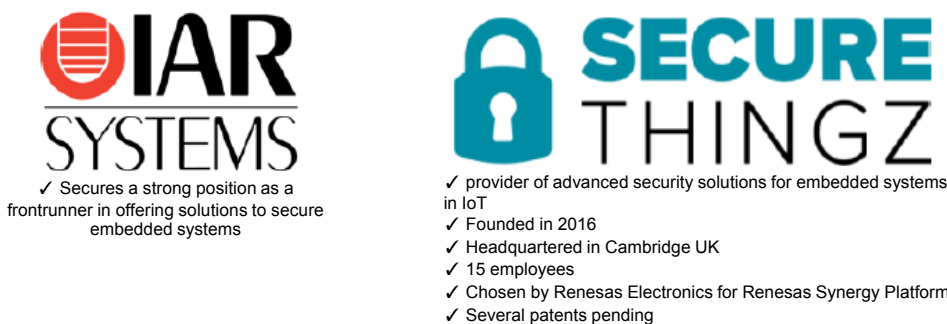 IAR
SYSTEMS
✓ Secures a strong position as a
frontrunner in offering solutions to secure
embedded systems
SECURE
THINGZ
✓ provider of advanced security solutions for embedded systems
in IoT
✓ Founded in 2016
✓ Headquartered in Cambridge UK
✓ 15 employees
✓ Chosen by Renesas Electronics for Renesas Synergy Platform
✓ Several patents pending